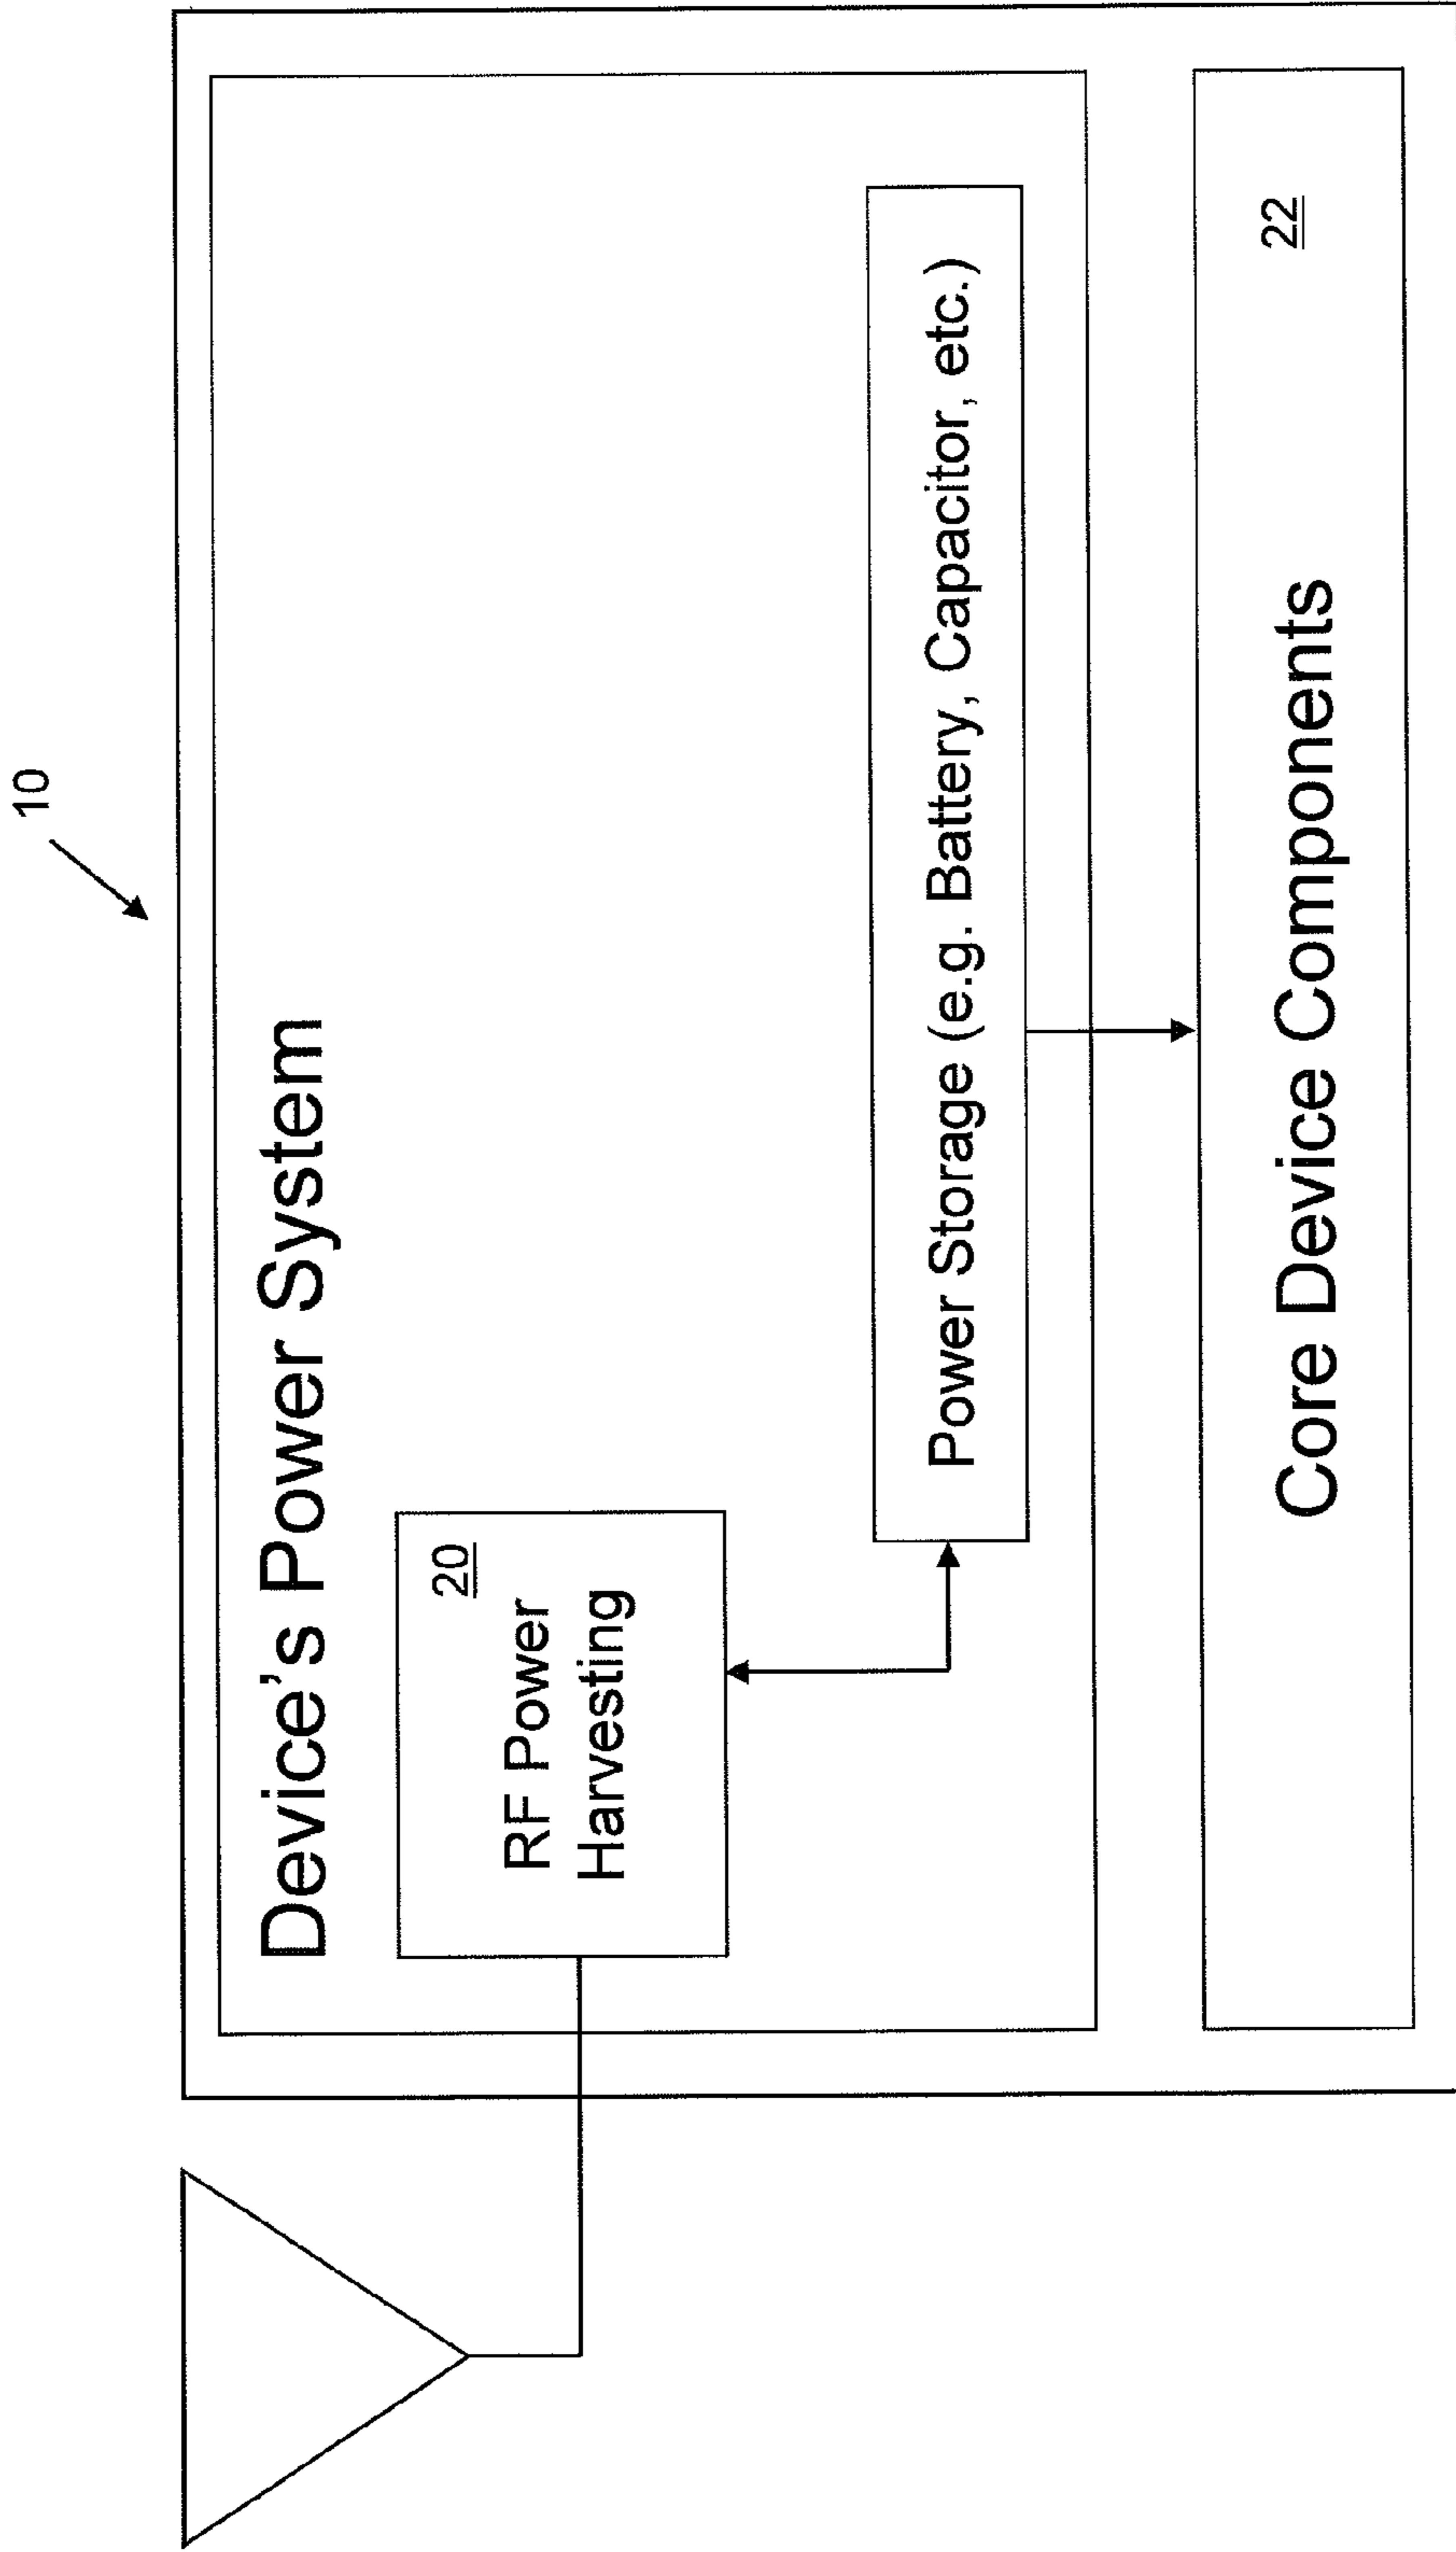 10
Device's Power System
20
RF Power
Harvesting
Power Storage (e.g. Battery, Capacitor, etc.)
22
Core Device Components